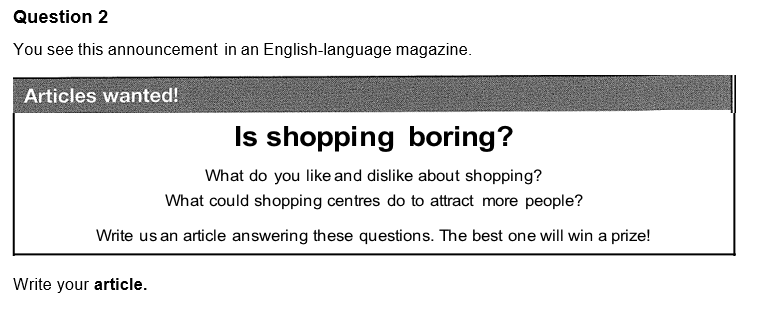 Question 2
You see this announcement in an English-language magazine.
Articles wanted!
Is shopping boring?
What do you like and dislike about shopping?
What could shopping centres do to attract more people?
Write us an article answering these questions. The best one will win a prize!
Write your article.